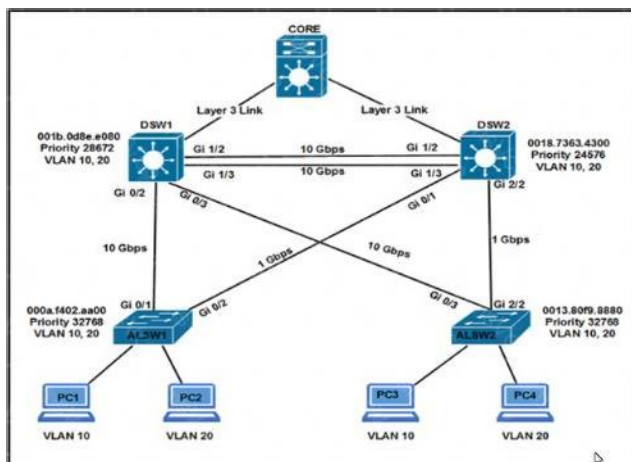 CORE
Layer 3 Link
Layer 3 Link
DSW1
DSW2
001b.0d8e.e080
Priority 28672
VLAN 10, 20
0018.7363.4300
Priority 24576
VLAN 10, 20
Gi 1/2
10 Gbps
Gi 1/2
Gi 1/3
10 Gbps
Gi 1/3
Gi 0/2
Gi 0/3
Gi 0/1
Gi 2/2
10 Gbps
1 Gbps
10 Gbps
1 Gbps
000a.f402.aa00
Priority 32768
VLAN 10, 20
Gi 0/1
Gi 0/2
Gi 0/3
Gi 2/2
0013.80f9.8880
Priority 32768
VLAN 10, 20
ALSW1
ALSW2
PC1
PC2
PC3
PC4
VLAN 10
VLAN 20
VLAN 10
VLAN 20